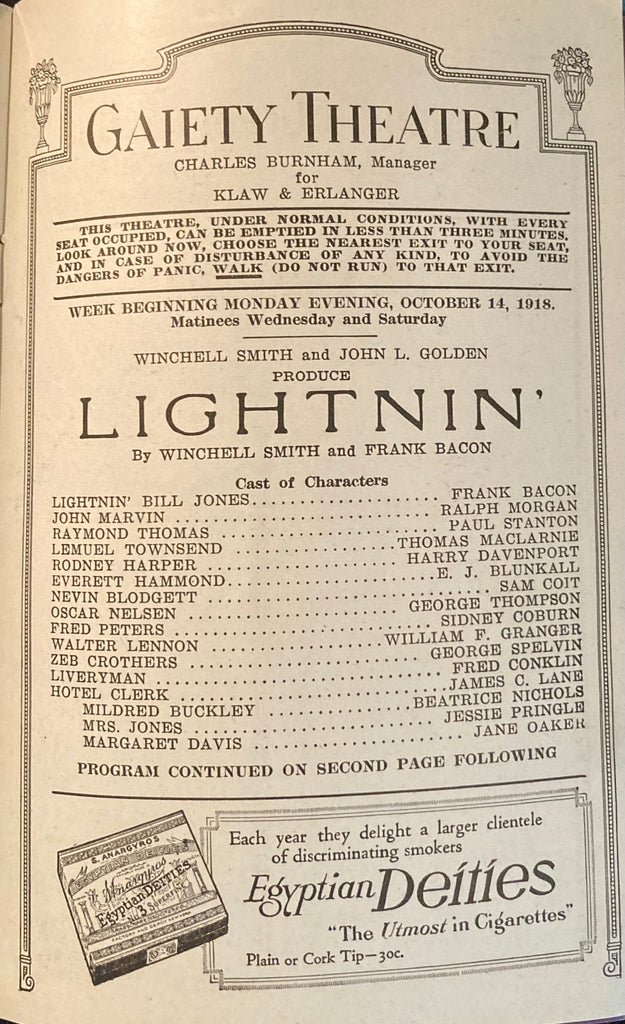 GAIETY THEATRE
CHARLES BURNHAM, Manager
for
KLAW & ERLANGER
THIS THEATRE, UNDER NORMAL CONDITIONS, WITH EVERY
SEAT OCCUPIED, CAN BE EMPTIED IN LESS THAN THREE MINUTES.
LOOK AROUND NOW, CHOOSE THE NEAREST EXIT TO YOUR SEAT,
AND IN CASE OF DISTURBANCE OF ANY KIND, TO AVOID THE
DANGERS OF PANIC, WALK (DO NOT RUN) TO THAT EXIT.
WEEK BEGINNING MONDAY EVENING, OCTOBER 14, 1918.
Matinees Wednesday and Saturday
WINCHELL SMITH and JOHN L. GOLDEN
PRODUCE
LIGHTNIN'
By WINCHELL SMITH and FRANK BACON
Cast of Characters
LIGHTNIN' BILL JONES.................... FRANK BACON
JOHN MARVIN ............................ RALPH MORGAN
RAYMOND THOMAS ......................... PAUL STANTON
LEMUEL TOWNSEND ....................THOMAS MACLARNIE
RODNEY HARPER ....................... HARRY DAVENPORT
EVERETT HAMMOND.........................E. J. BLUNKALL
NEVIN BLODGETT ............................. SAM COIT
OSCAR NELSEN ........................ GEORGE THOMPSON
FRED PETERS ............................ SIDNEY COBURN
WALTER LENNON .....................WILLIAM F. GRANGER
ZEB CROTHERS ......................... GEORGE SPELVIN
LIVERYMAN .............................. FRED CONKLIN
HOTEL CLERK ............................JAMES C. LANE
MILDRED BUCKLEY ..................BEATRICE NICHOLS
MRS. JONES ......................... JESSIE PRINGLE
MARGARET DAVIS ........................ JANE OAKER
PROGRAM CONTINUED ON SECOND PAGE FOLLOWING
S. ANARGYROS
EGYPTIAN DEITIES
S. Anargyros
Egyptian DEITIES
No. 3 SUPERFINE
Each year they delight a larger clientele
of discriminating smokers
Egyptian Deities
"The Utmost in Cigarettes"
Plain or Cork Tip—30c.